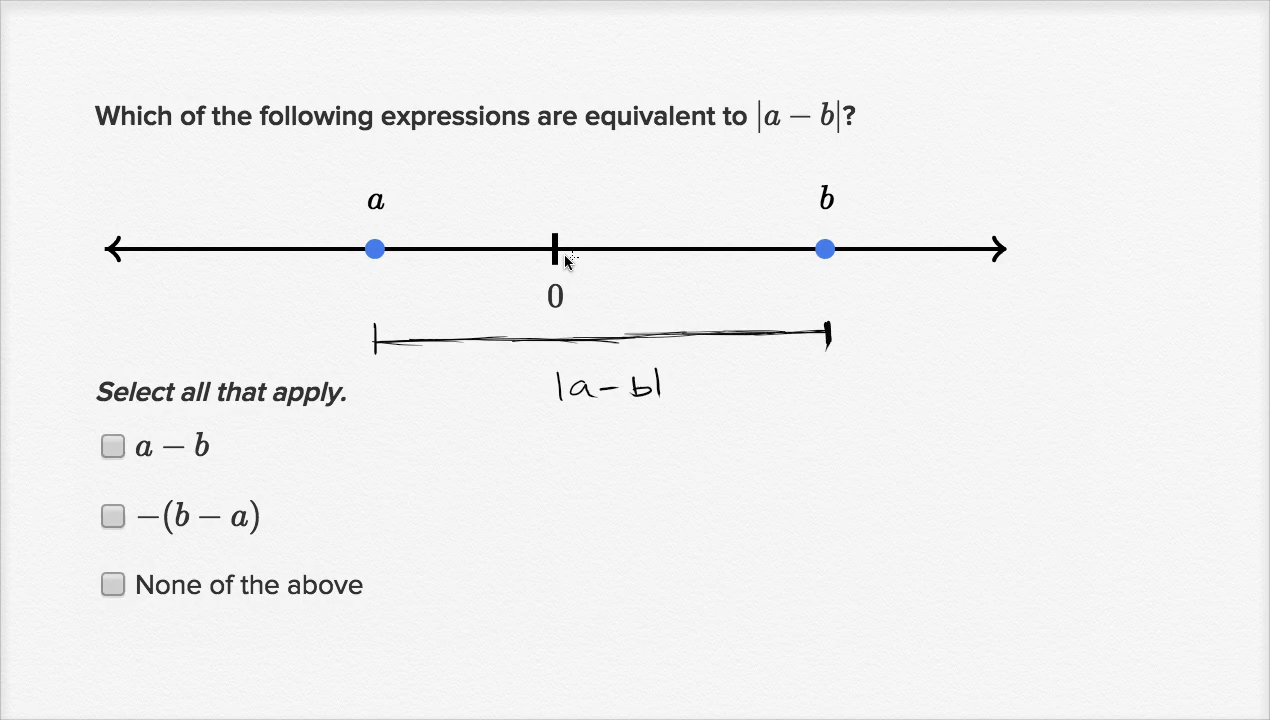 Which of the following expressions are equivalent to |a − b|?
a b
0
|a - b|
Select all that apply.
a − b
−(b − a)
None of the above